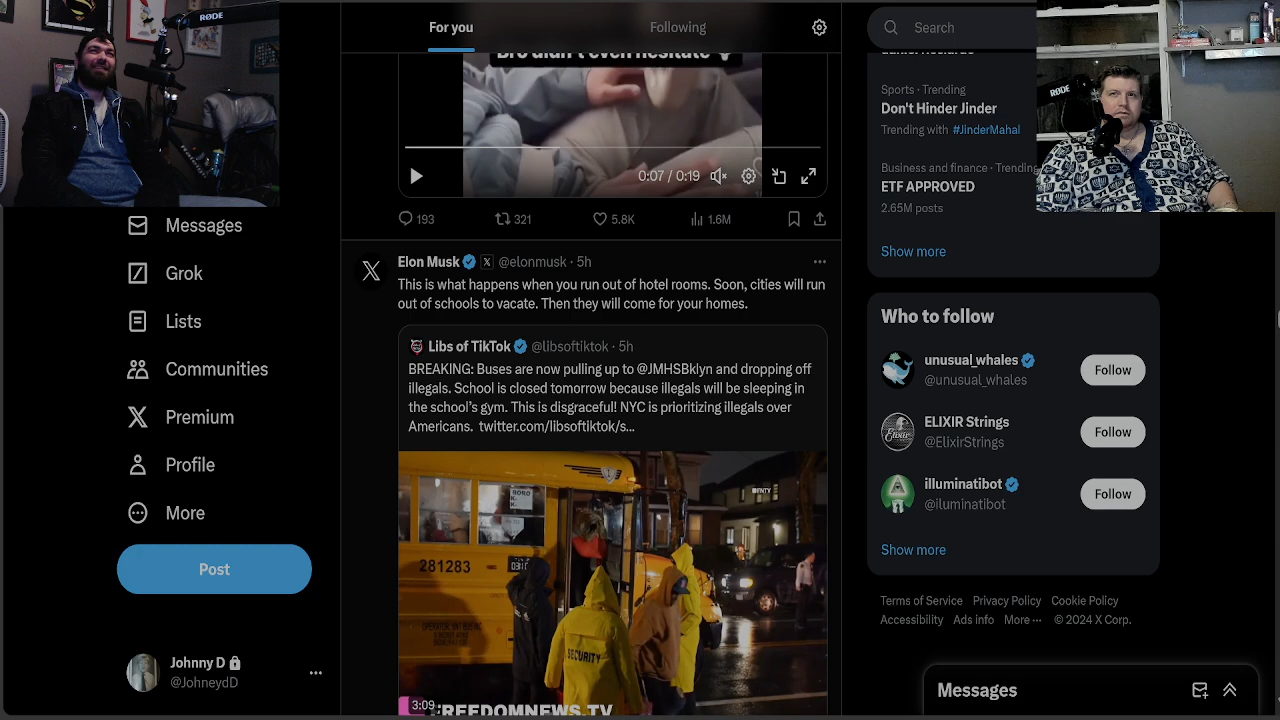 For you
Following
Search
Bro didn't even hesitate
0:07 / 0:19
193
321
5.8K
1.6M
Sports · Trending
Don't Hinder Jinder
Trending with #JinderMahal
Business and finance · Trending
ETF APPROVED
2.65M posts
Show more
RØDE
RØDE
Messages
Grok
Lists
Communities
Premium
Profile
More
Post
Johnny D
@JohneydD
Elon Musk @elonmusk · 5h
This is what happens when you run out of hotel rooms. Soon, cities will run
out of schools to vacate. Then they will come for your homes.
Libs of TikTok @libsoftiktok · 5h
BREAKING: Buses are now pulling up to @JMHSBklyn and dropping off
illegals. School is closed tomorrow because illegals will be sleeping in
the school's gym. This is disgraceful! NYC is prioritizing illegals over
Americans. twitter.com/libsoftiktok/s...
281283
SECURITY
3:09
FREEDOMNEWS.TV
Who to follow
unusual_whales
@unusual_whales
Follow
ELIXIR Strings
@ElixirStrings
Follow
illuminatibot
@iluminatibot
Follow
Show more
Terms of Service Privacy Policy Cookie Policy
Accessibility Ads info More ··· © 2024 X Corp.
Messages